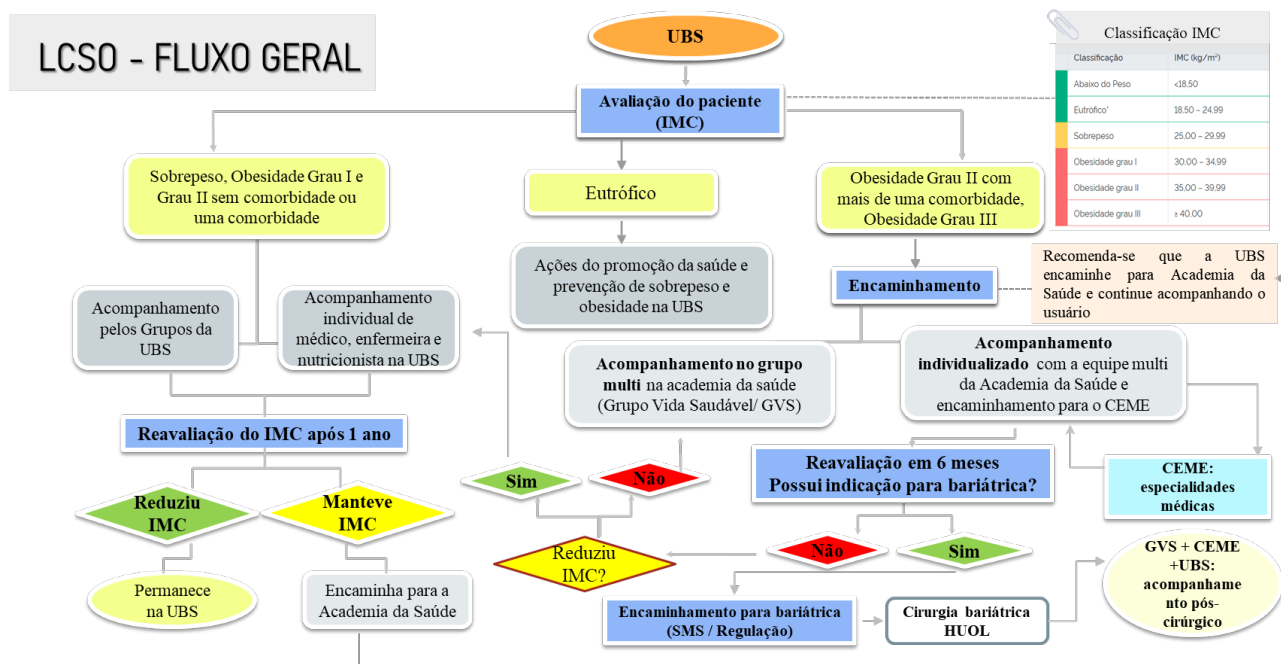 LCSO - FLUXO GERAL
UBS
Classificação IMC
Classificação IMC (kg/m²)
Abaixo do Peso <18.50
Eutrófico* 18.50 – 24.99
Sobrepeso 25.00 – 29.99
Obesidade grau I 30.00 – 34.99
Obesidade grau II 35.00 – 39.99
Obesidade grau III ≥ 40.00
Avaliação do paciente
(IMC)
Sobrepeso, Obesidade Grau I e
Grau II sem comorbidade ou
uma comorbidade
Eutrófico
Obesidade Grau II com
mais de uma comorbidade,
Obesidade Grau III
Ações do promoção da saúde e
prevenção de sobrepeso e
obesidade na UBS
Encaminhamento
Recomenda-se que a UBS
encaminhe para Academia da
Saúde e continue acompanhando o
usuário
Acompanhamento
pelos Grupos da
UBS
Acompanhamento
individual de
médico, enfermeira e
nutricionista na UBS
Acompanhamento no grupo
multi na academia da saúde
(Grupo Vida Saudável/ GVS)
Acompanhamento
individualizado com a equipe multi
da Academia da Saúde e
encaminhamento para o CEME
Reavaliação do IMC após 1 ano
Reavaliação em 6 meses
Possui indicação para bariátrica?
CEME:
especialidades
médicas
Sim
Não
Reduziu
IMC
Manteve
IMC
Reduziu
IMC?
Não
Sim
GVS + CEME
+UBS:
acompanhame
nto pós-
cirúrgico
Permanece
na UBS
Encaminha para a
Academia da Saúde
Encaminhamento para bariátrica
(SMS / Regulação)
Cirurgia bariátrica
HUOL